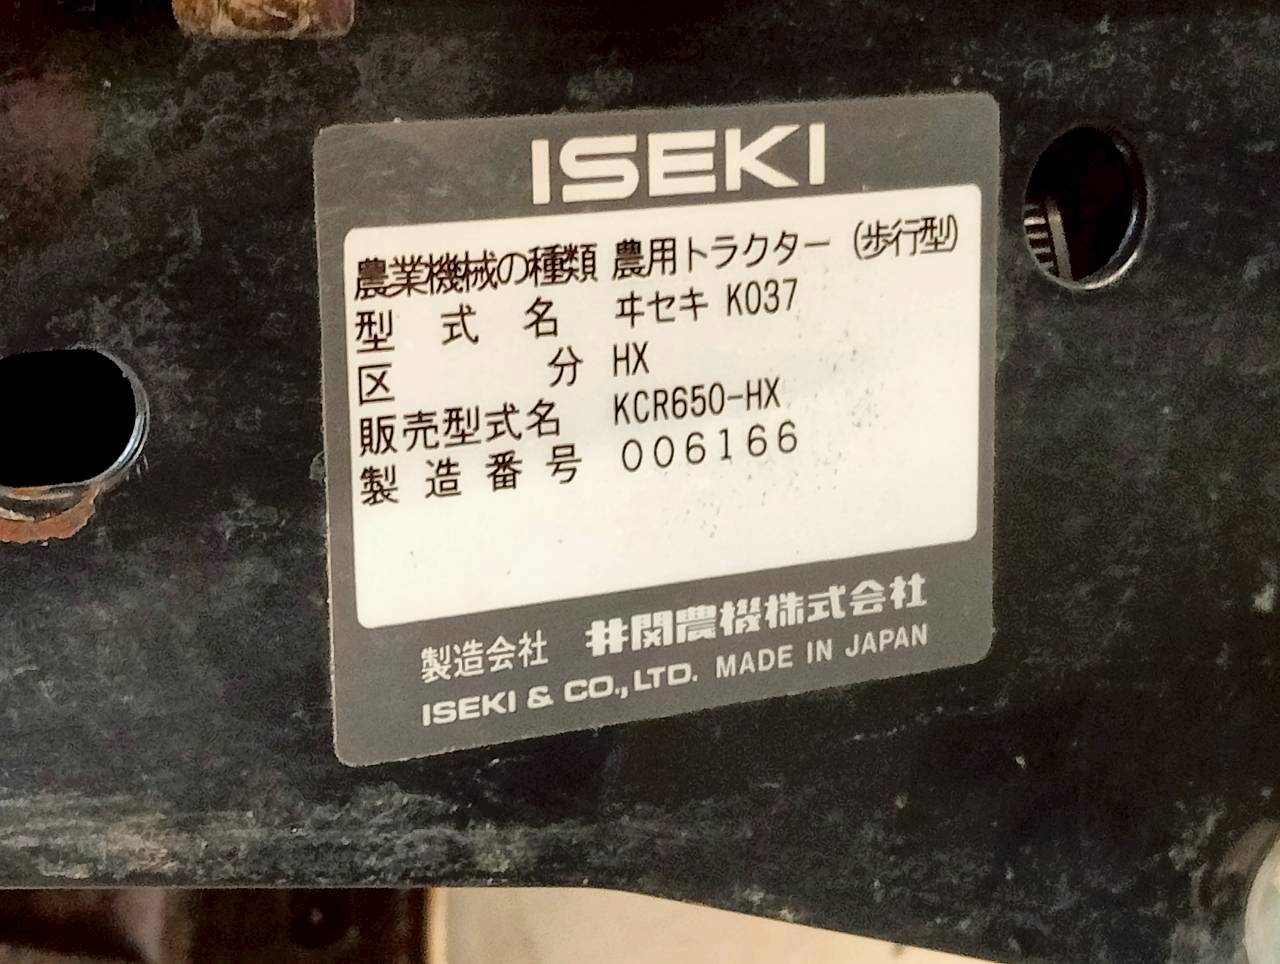 ISEKI
農業機械の種類 農用トラクター (歩行型)
型式名 ヰセキ K037
区分 HX
販売型式名 KCR650-HX
製造番号 006166
製造会社 井関農機株式会社
ISEKI & CO., LTD. MADE IN JAPAN